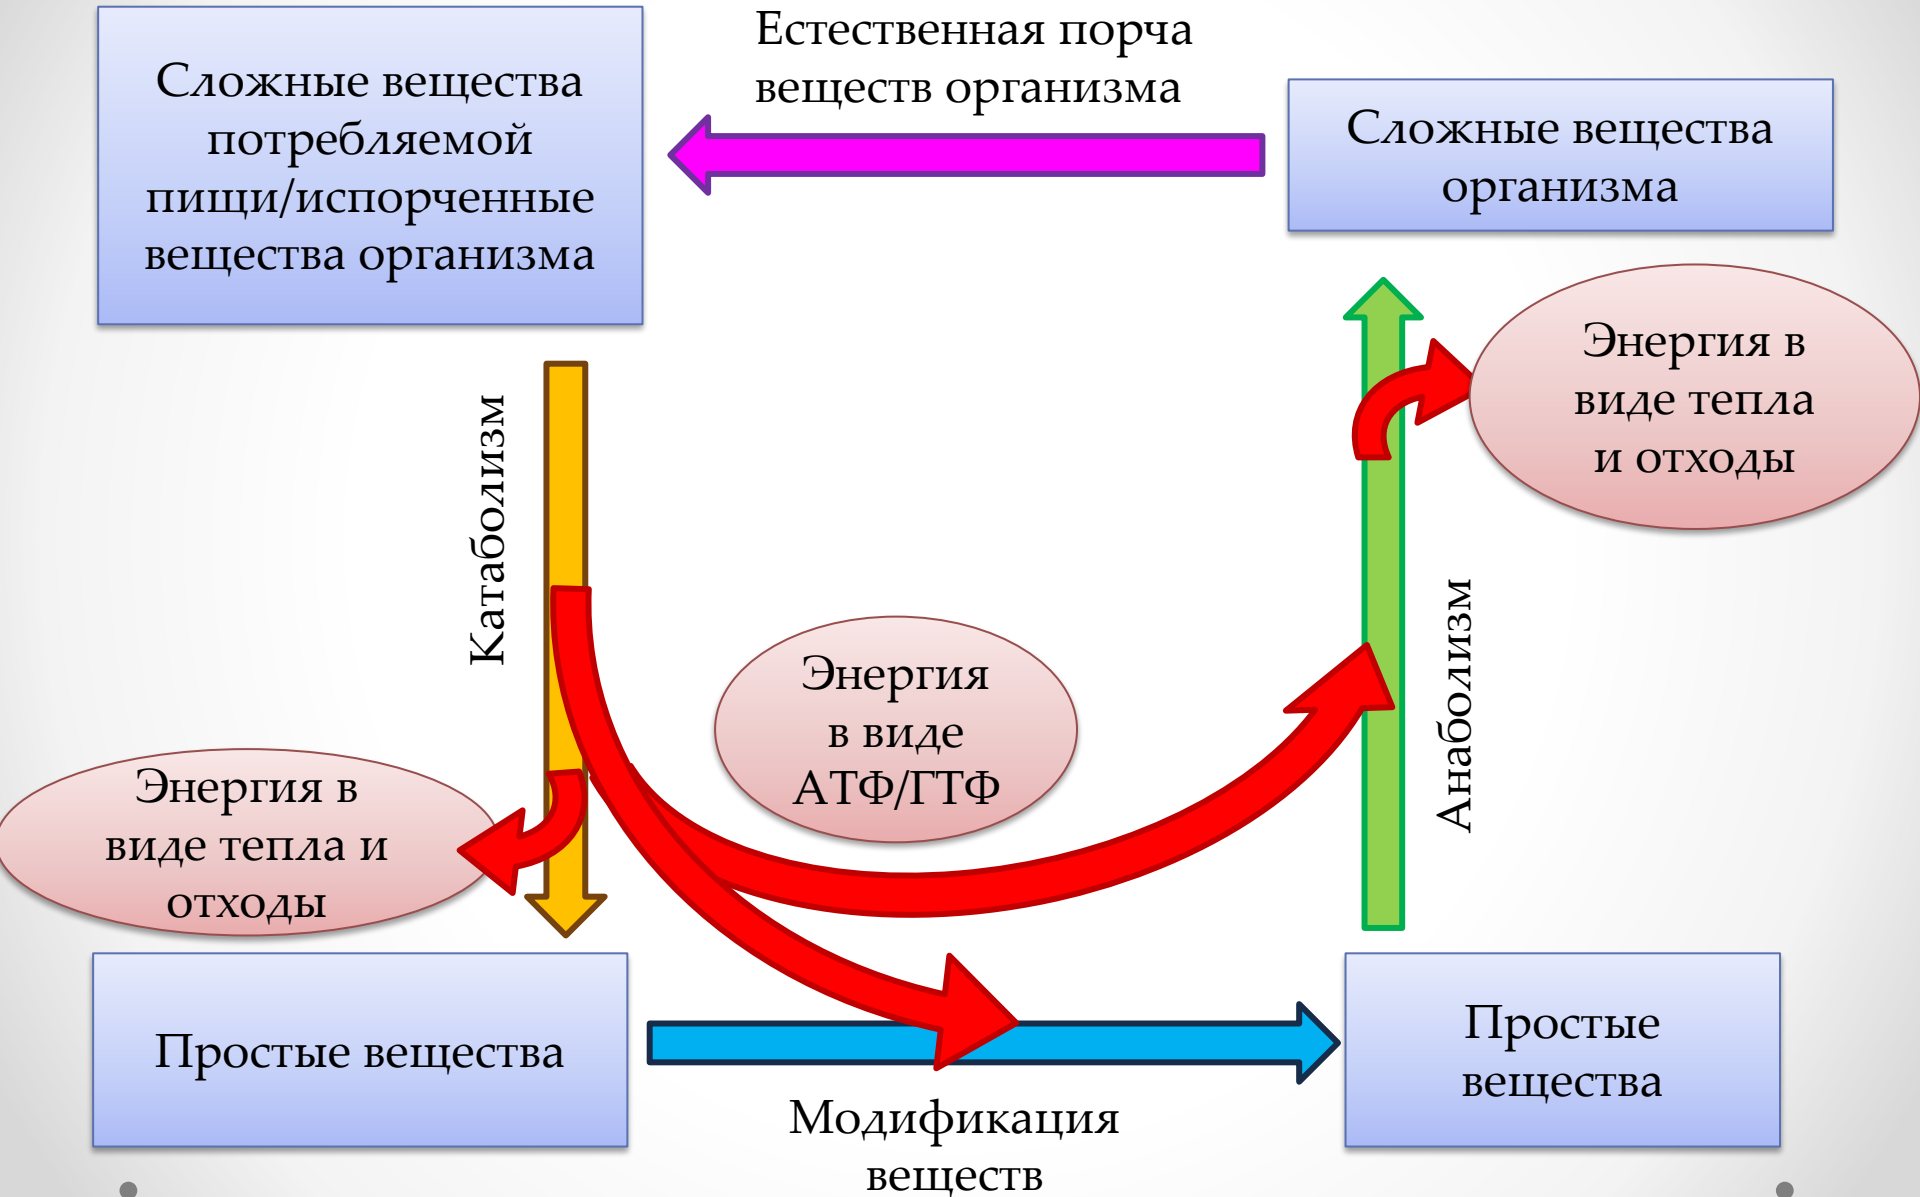 Сложные вещества
потребляемой
пищи/испорченные
вещества организма
Естественная порча
веществ организма
Сложные вещества
организма
Энергия в
виде тепла
и отходы
Катаболизм
Энергия
в виде
АТФ/ГТФ
Анаболизм
Энергия в
виде тепла и
отходы
Простые вещества
Модификация
веществ
Простые
вещества